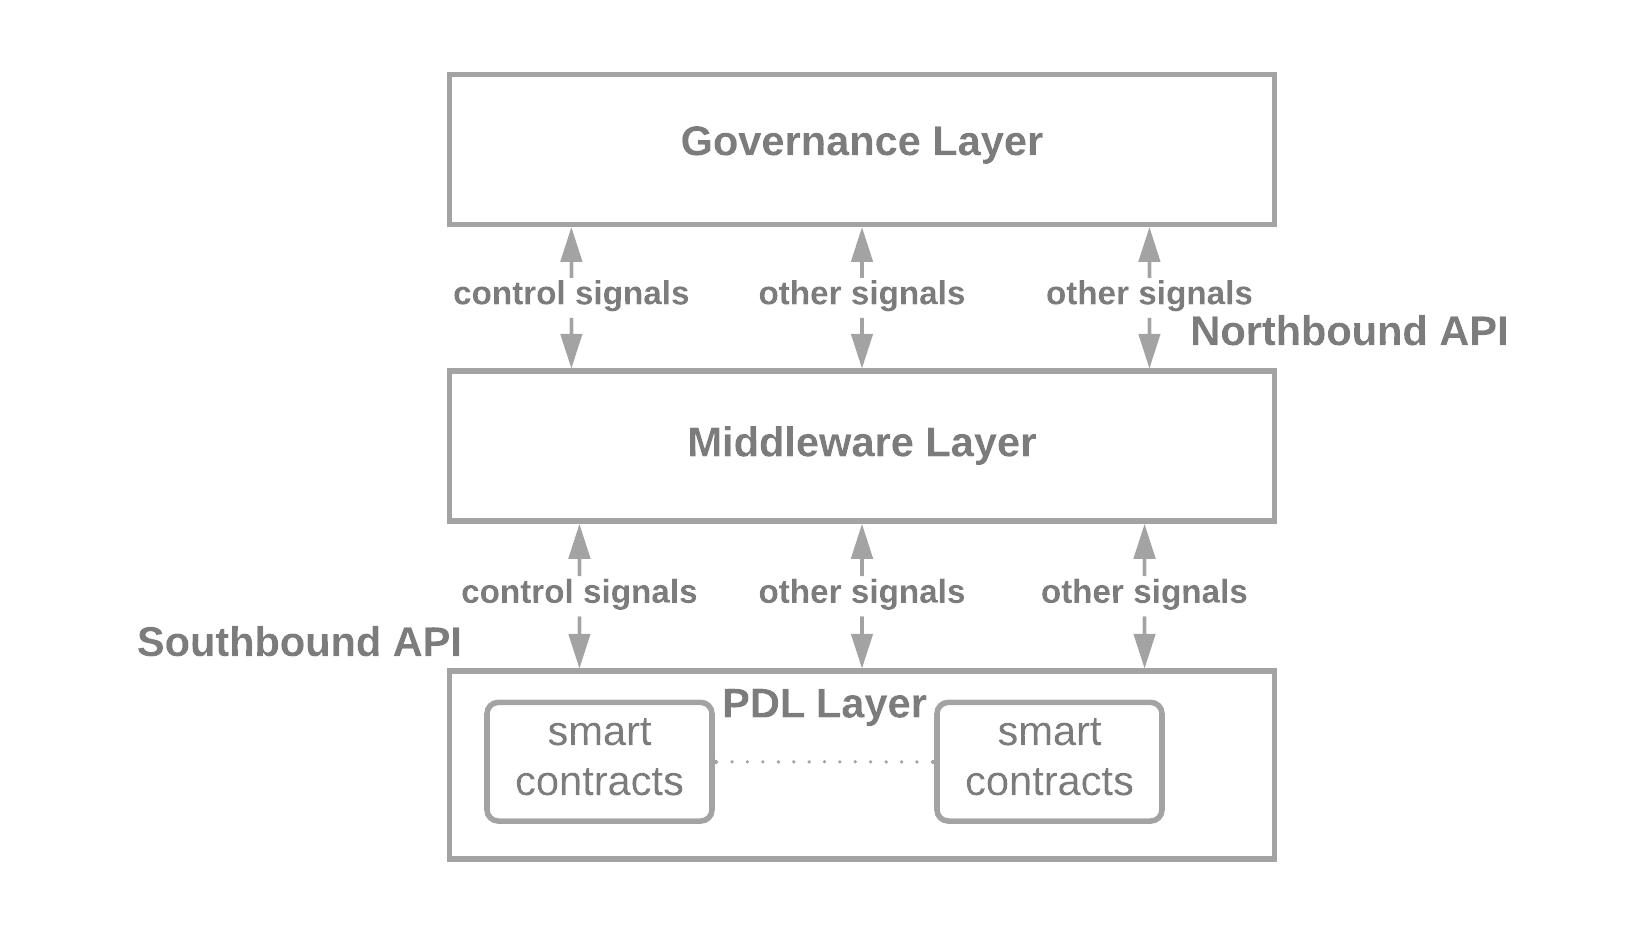 Governance Layer
control signals
other signals
other signals
Northbound API
Middleware Layer
control signals
other signals
other signals
Southbound API
PDL Layer
smart
contracts
smart
contracts